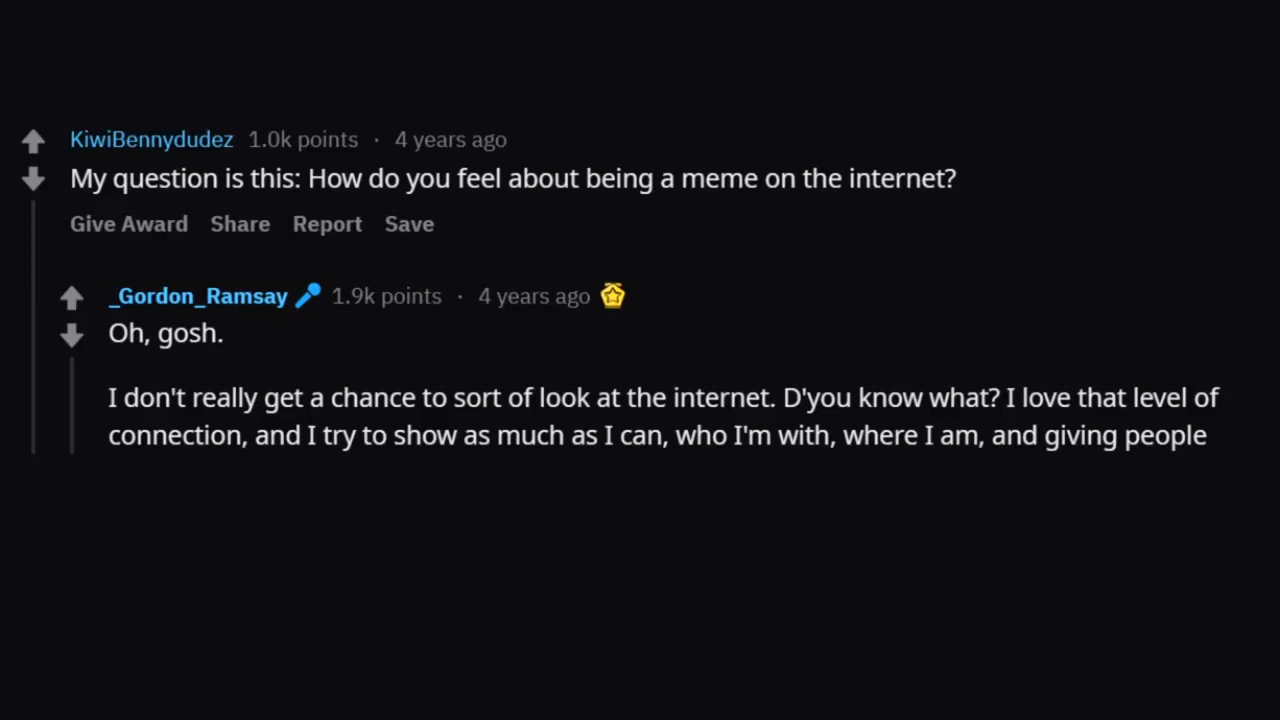 KiwiBennydudez 1.0k points · 4 years ago
My question is this: How do you feel about being a meme on the internet?
Give Award Share Report Save
_Gordon_Ramsay 1.9k points · 4 years ago
Oh, gosh.
I don't really get a chance to sort of look at the internet. D'you know what? I love that level of
connection, and I try to show as much as I can, who I'm with, where I am, and giving people